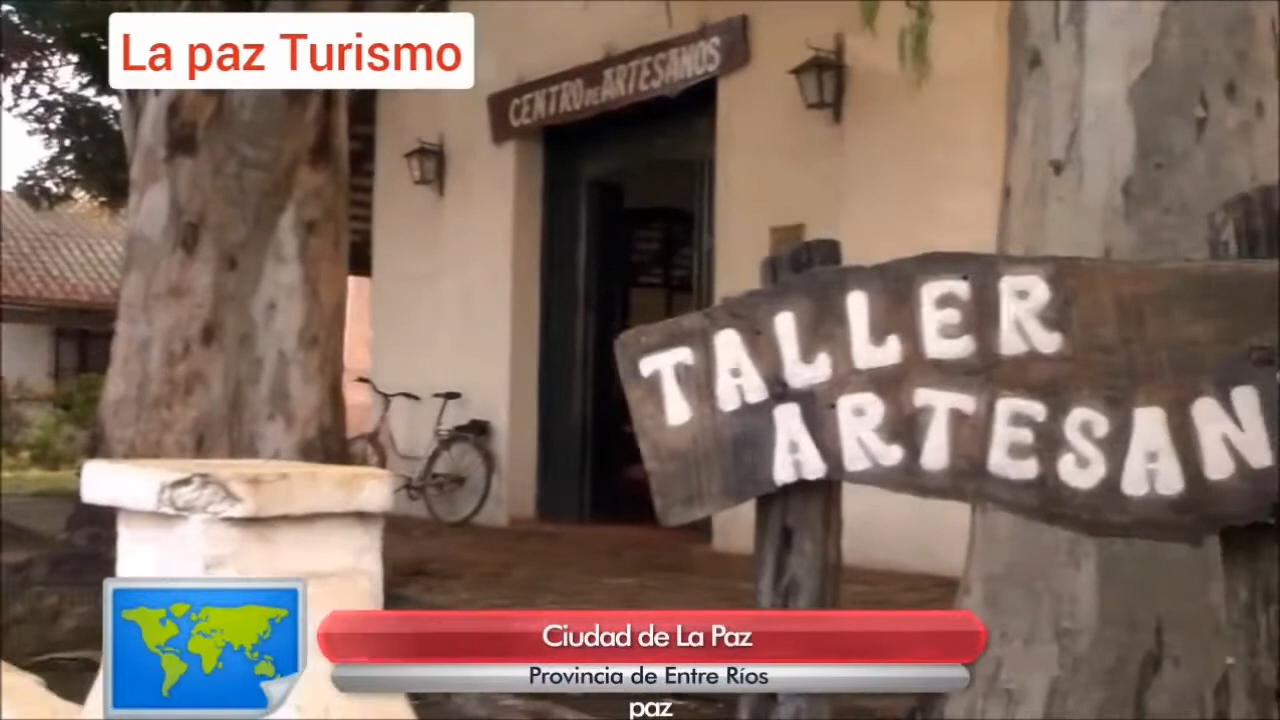 La paz Turismo
CENTRO DE ARTESANOS
TALLER
ARTESAN
Ciudad de La Paz
Provincia de Entre Ríos
paz